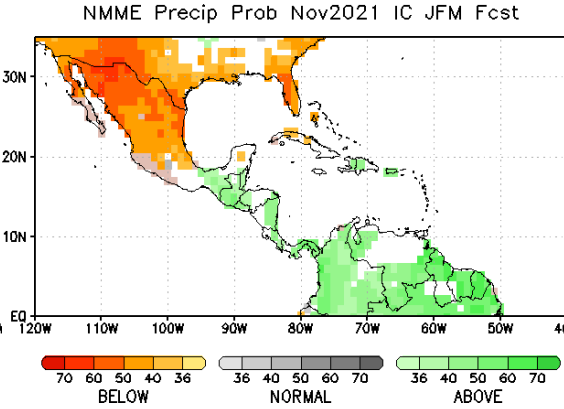 NMME Precip Prob Nov2021 IC JFM Fcst
30N
20N
10N
EQ
120W 110W 100W 90W 80W 70W 60W 50W
70 60 50 40 36
36 40 50 60 70
36 40 50 60 70
BELOW NORMAL ABOVE